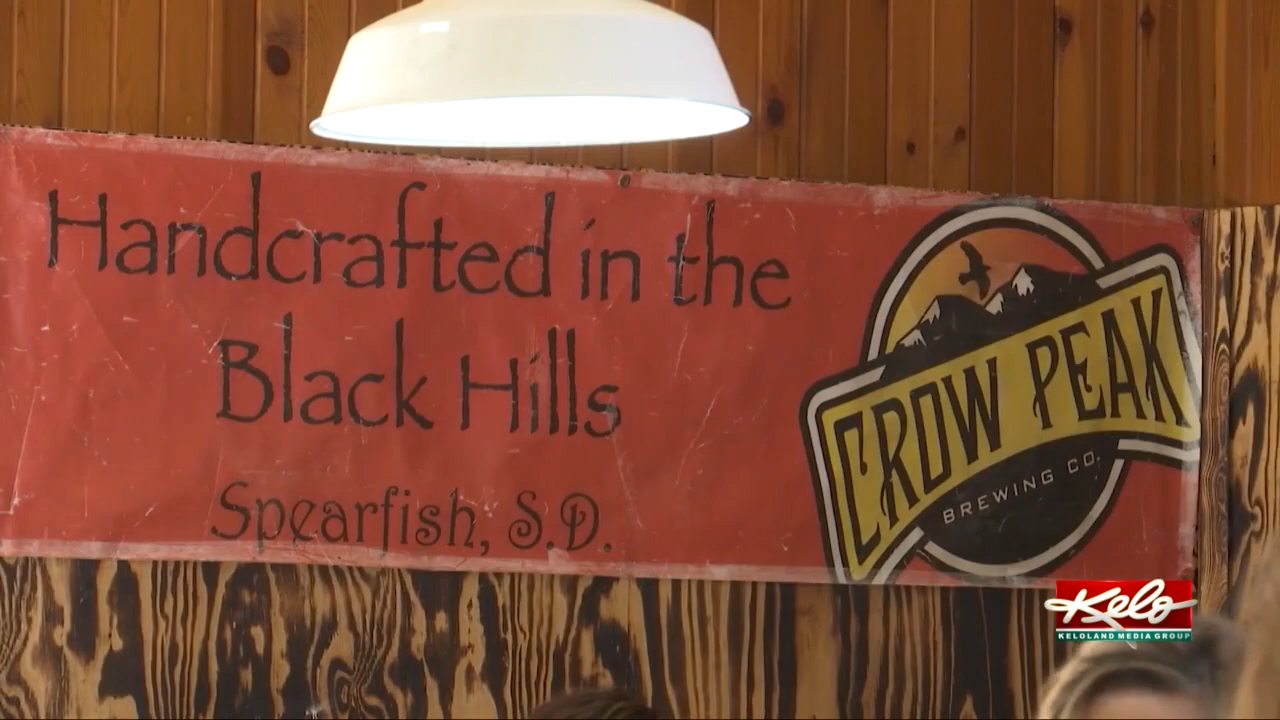 Handcrafted in the
Black Hills
Spearfish, S.D.
CROW PEAK
BREWING CO.
Kelo
KELOLAND MEDIA GROUP